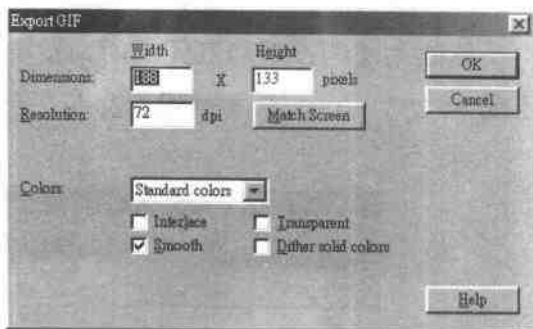 Export GIF
Width Height
Dimensions: 188 X 133 pixels
OK
Resolution: 72 dpi Match Screen
Cancel
Colors: Standard colors
Interlace Transparent
Smooth Dither solid colors
Help